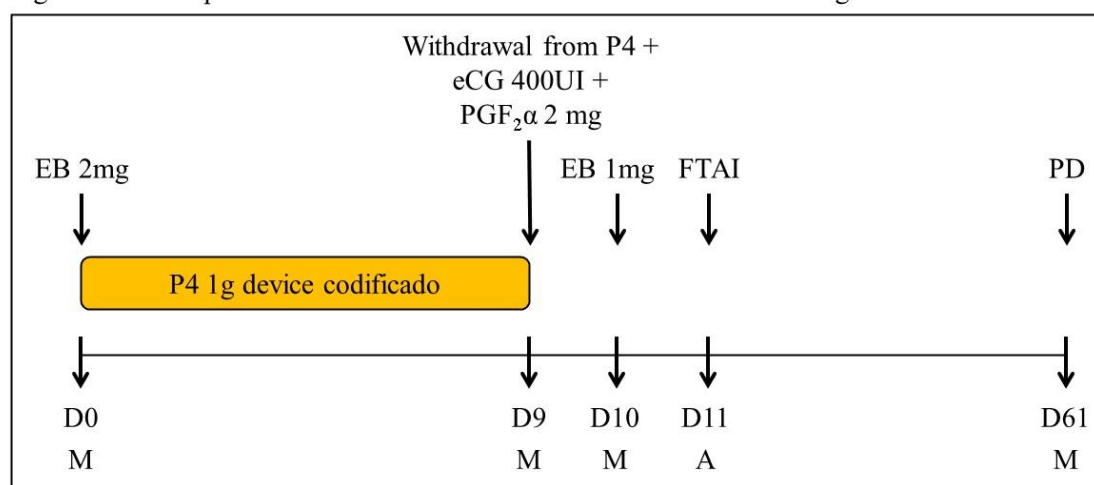 Withdrawal from P4 +
eCG 400UI +
PGF₂α 2 mg
EB 2mg
EB 1mg
FTAI
PD
P4 1g device codificado
D0
D9
D10
D11
D61
M
M
M
A
M